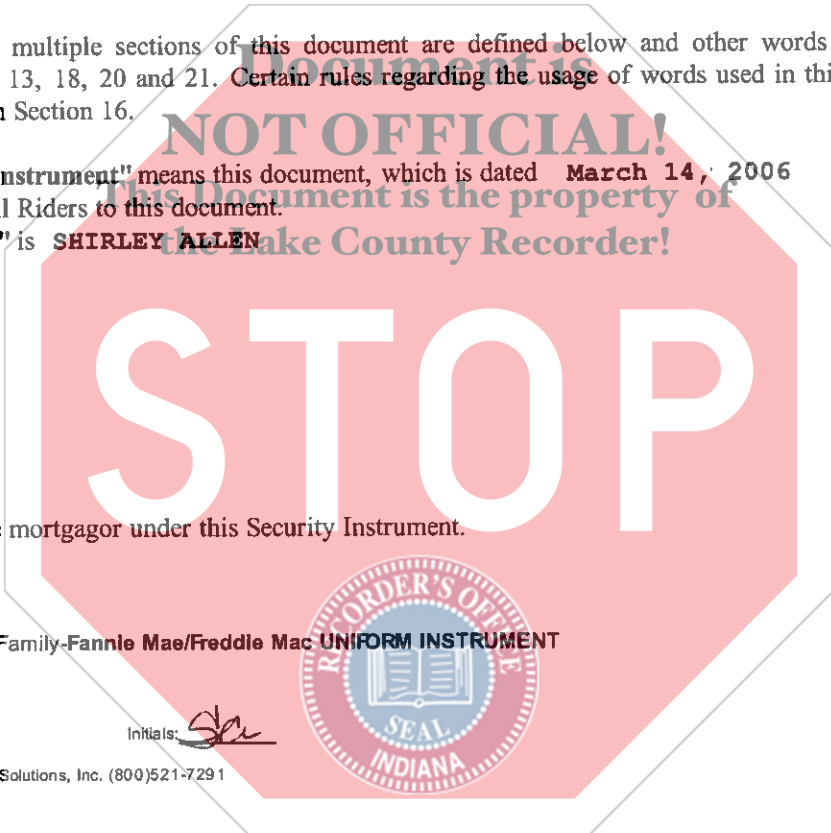 multiple sections of this document are defined below and other words
Document is
13, 18, 20 and 21. Certain rules regarding the usage of words used in thi
Section 16.
NOT OFFICIAL!
nstrument" means this document, which is dated March 14, 2006
This Document is the property of
l Riders to this document.
" is SHIRLEY ALLEN
the Lake County Recorder!
STOP
mortgagor under this Security Instrument.
RECORDER'S OFFICE
Family-Fannie Mae/Freddie Mac UNIFORM INSTRUMENT
SEAL
Initials:
INDIANA
Solutions, Inc. (800)521-7291